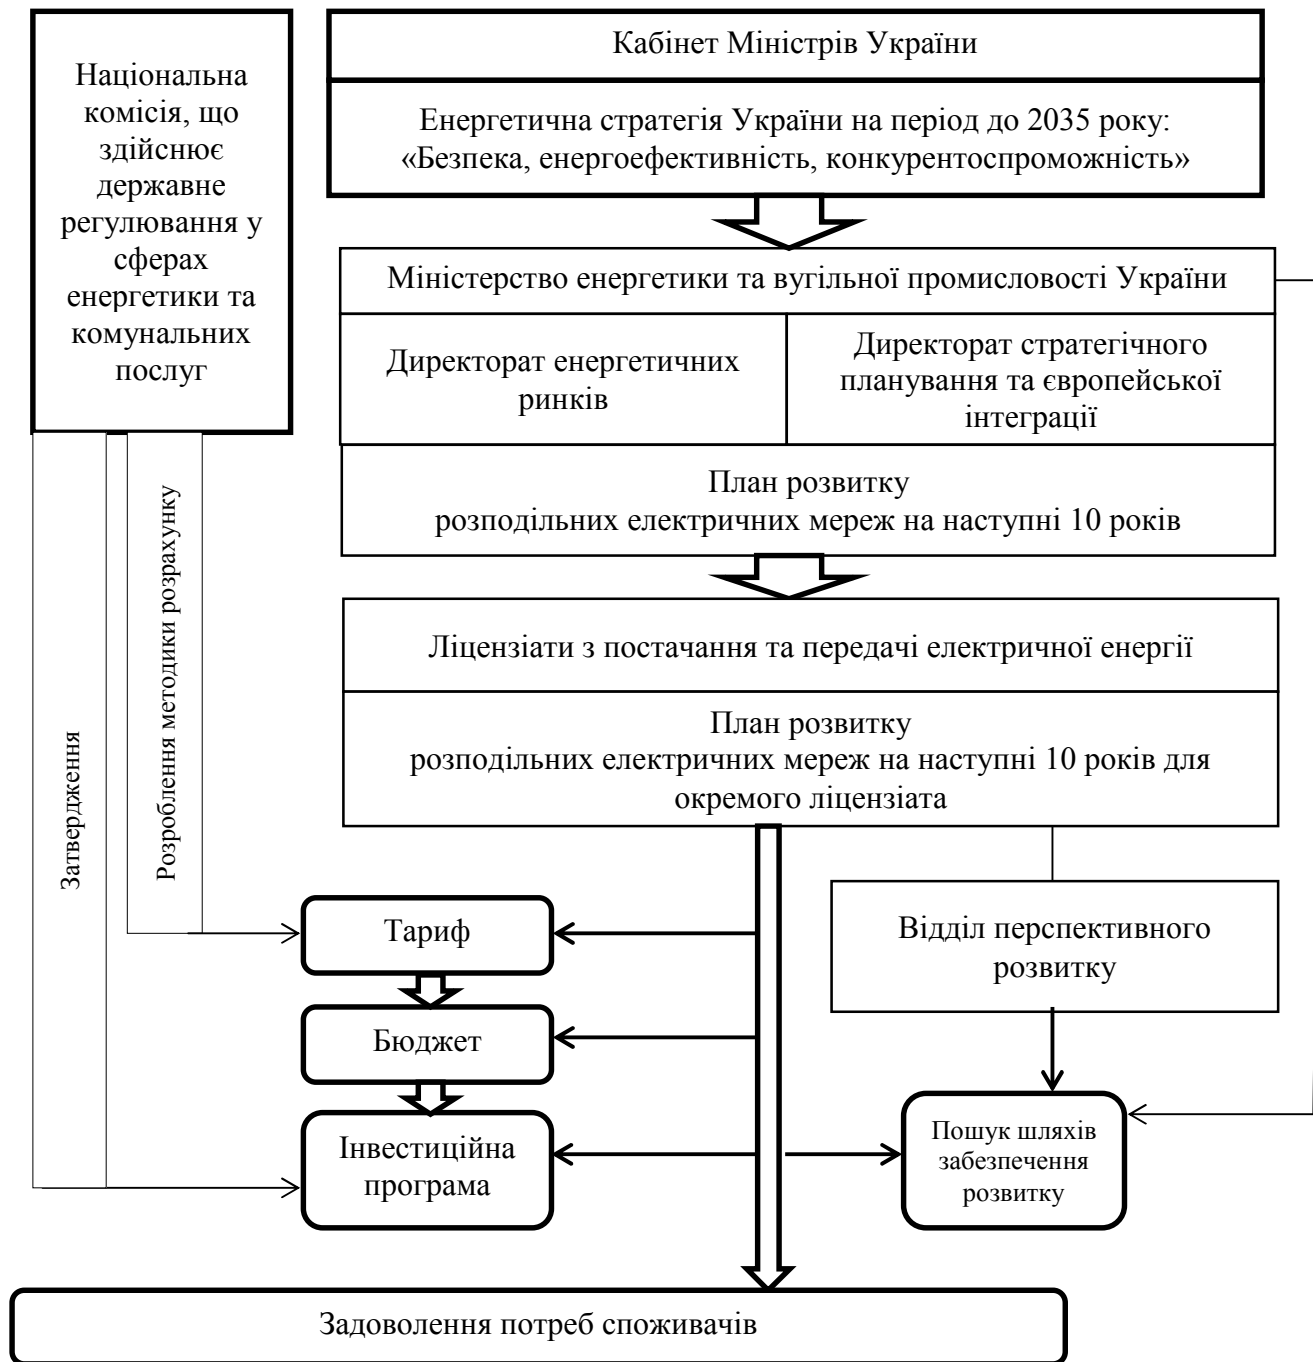 Національна
комісія, що
здійснює
державне
регулювання у
сферах
енергетики та
комунальних
послуг
Кабінет Міністрів України
Енергетична стратегія України на період до 2035 року:
«Безпека, енергоефективність, конкурентоспроможність»
Міністерство енергетики та вугільної промисловості України
Директорат енергетичних
ринків
Директорат стратегічного
планування та європейської
інтеграції
План розвитку
розподільних електричних мереж на наступні 10 років
Ліцензіати з постачання та передачі електричної енергії
План розвитку
розподільних електричних мереж на наступні 10 років для
окремого ліцензіата
Затвердження
Розроблення методики розрахунку
Тариф
Бюджет
Інвестиційна
програма
Відділ перспективного
розвитку
Пошук шляхів
забезпечення
розвитку
Задоволення потреб споживачів